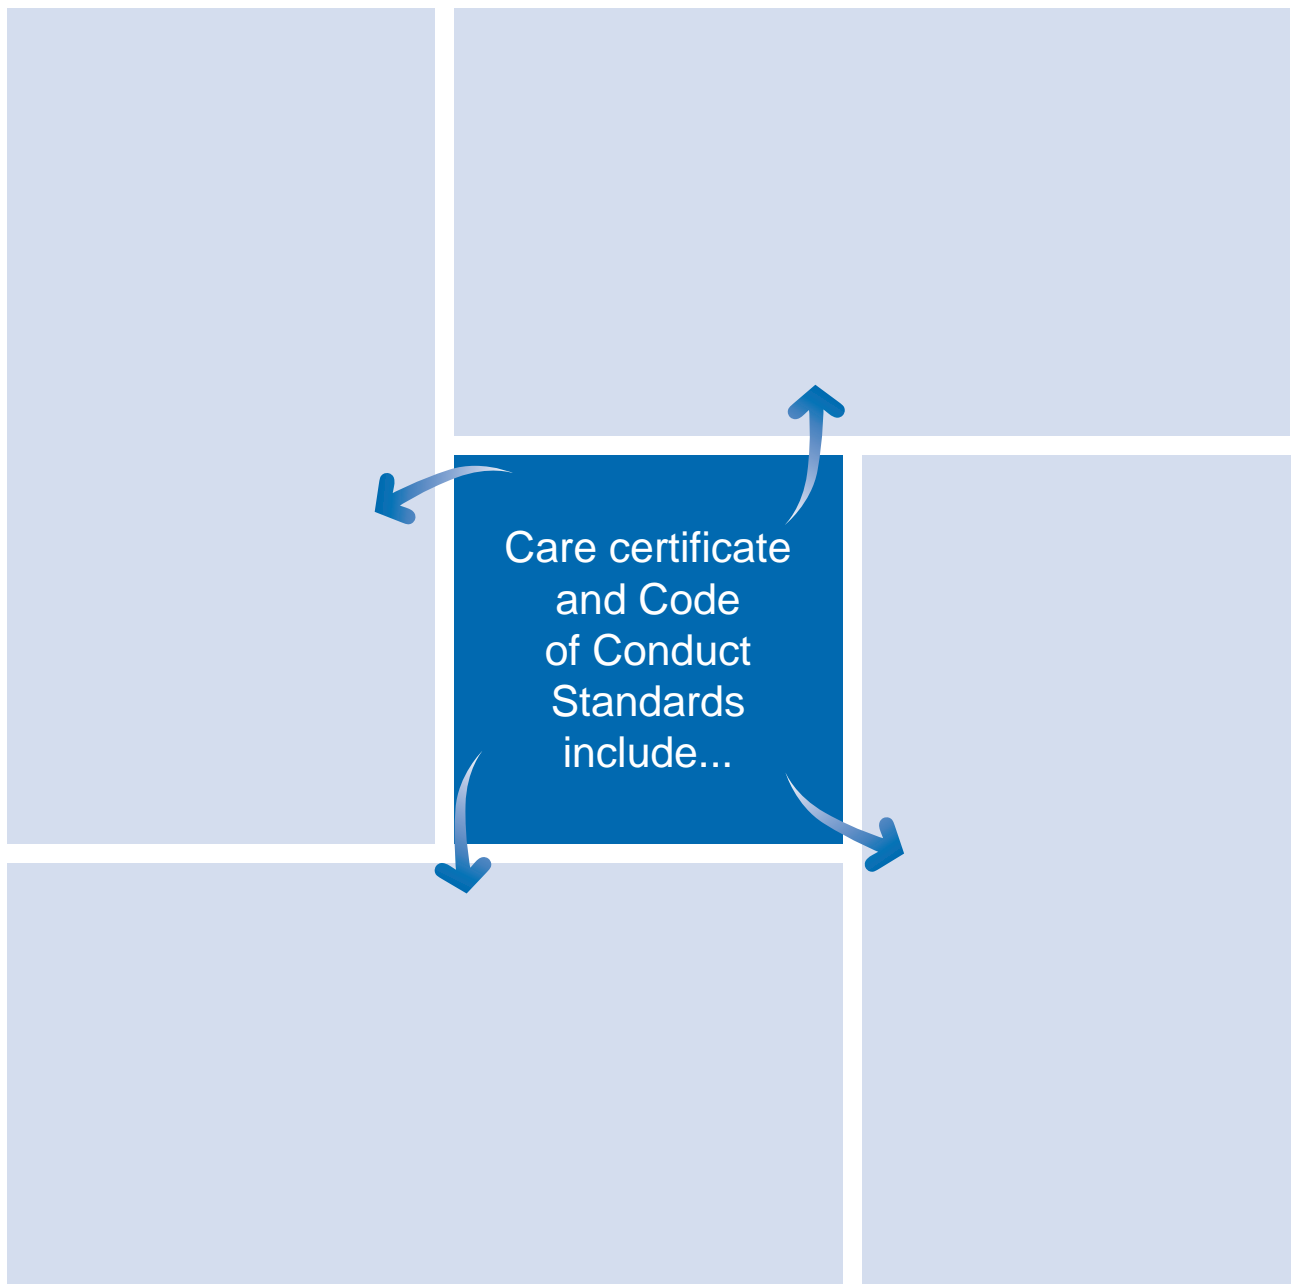 Care certificate
and Code
of Conduct
Standards
include...